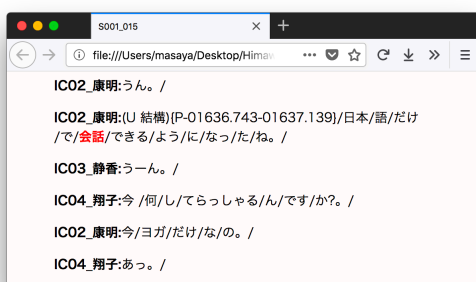 S001_015
file:///Users/masaya/Desktop/Himaw
IC02_康明:うん。/
IC02_康明:(U 結構){P-01636.743-01637.139}/日本/語/だけ
/で/会話/できる/よう/に/なっ/た/ね。/
IC03_静香:うーん。/
IC04_翔子:今 /何/し/てらっしゃる/ん/です/か?。/
IC02_康明:今/ヨガ/だけ/な/の。/
IC04_翔子:あっ。/